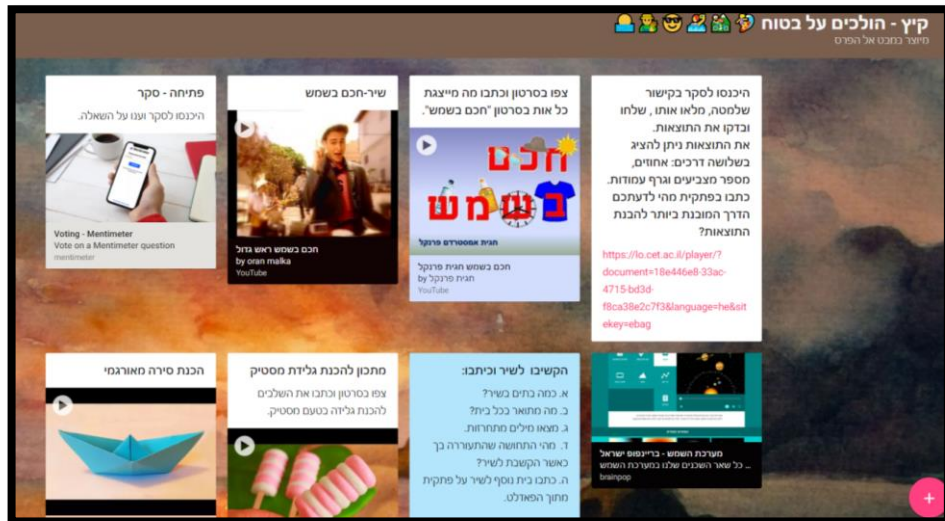 קיץ - הולכים על בטוח
מיוצר במבט אל הפרס
היכנסו לסקר בקישור
שלמטה, מלאו אותו , שלחו
ובדקו את התוצאות.
את התוצאות ניתן להציג
בשלושה דרכים: אחוזים,
מספר מצביעים וגרף עמודות.
כתבו בפתקית מהי לדעתכם
הדרך המובנת ביותר להבנת
התוצאות?
https://lo.cet.ac.il/player/?
document=18e446e8-33ac-
4715-bd3d-
f8ca38e2c7f3&language=he&sit
ekey=ebag
צפו בסרטון וכתבו מה מייצגת
כל אות בסרטון "חכם בשמש".
חכם
בשמש
חגית אמסטרדם פרנקל
חכם בשמש חגית פרנקל
by חגית פרנקל
YouTube
שיר-חכם בשמש
חכם בשמש ראש גדול
by oran malka
YouTube
פתיחה - סקר
היכנסו לסקר וענו על השאלה.
Voting - Mentimeter
Vote on a Mentimeter question
mentimeter
מערכת השמש - בריינפופ ישראל
כל שאר השכנים שלנו במערכת השמש ...
brainpop
הקשיבו לשיר וכיתבו:
א. כמה בתים בשיר?
ב. מה מתואר בכל בית?
ג. מצאו מילים מתחרזות.
ד. מהי התחושה שהתעוררה בך
כאשר הקשבת לשיר?
ה. כתבו בית נוסף לשיר על פתקית
מתוך הפאדלט.
מתכון להכנת גלידת מסטיק
צפו בסרטון וכתבו את השלבים
להכנת גלידה בטעם מסטיק.
הכנת סירה מאורגמי